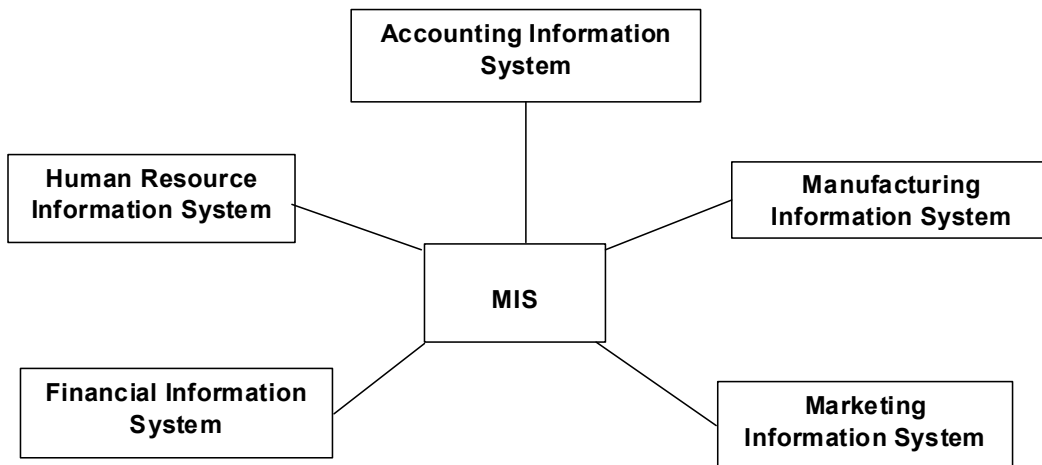 Accounting Information
System
Human Resource
Information System
Manufacturing
Information System
MIS
Financial Information
System
Marketing
Information System